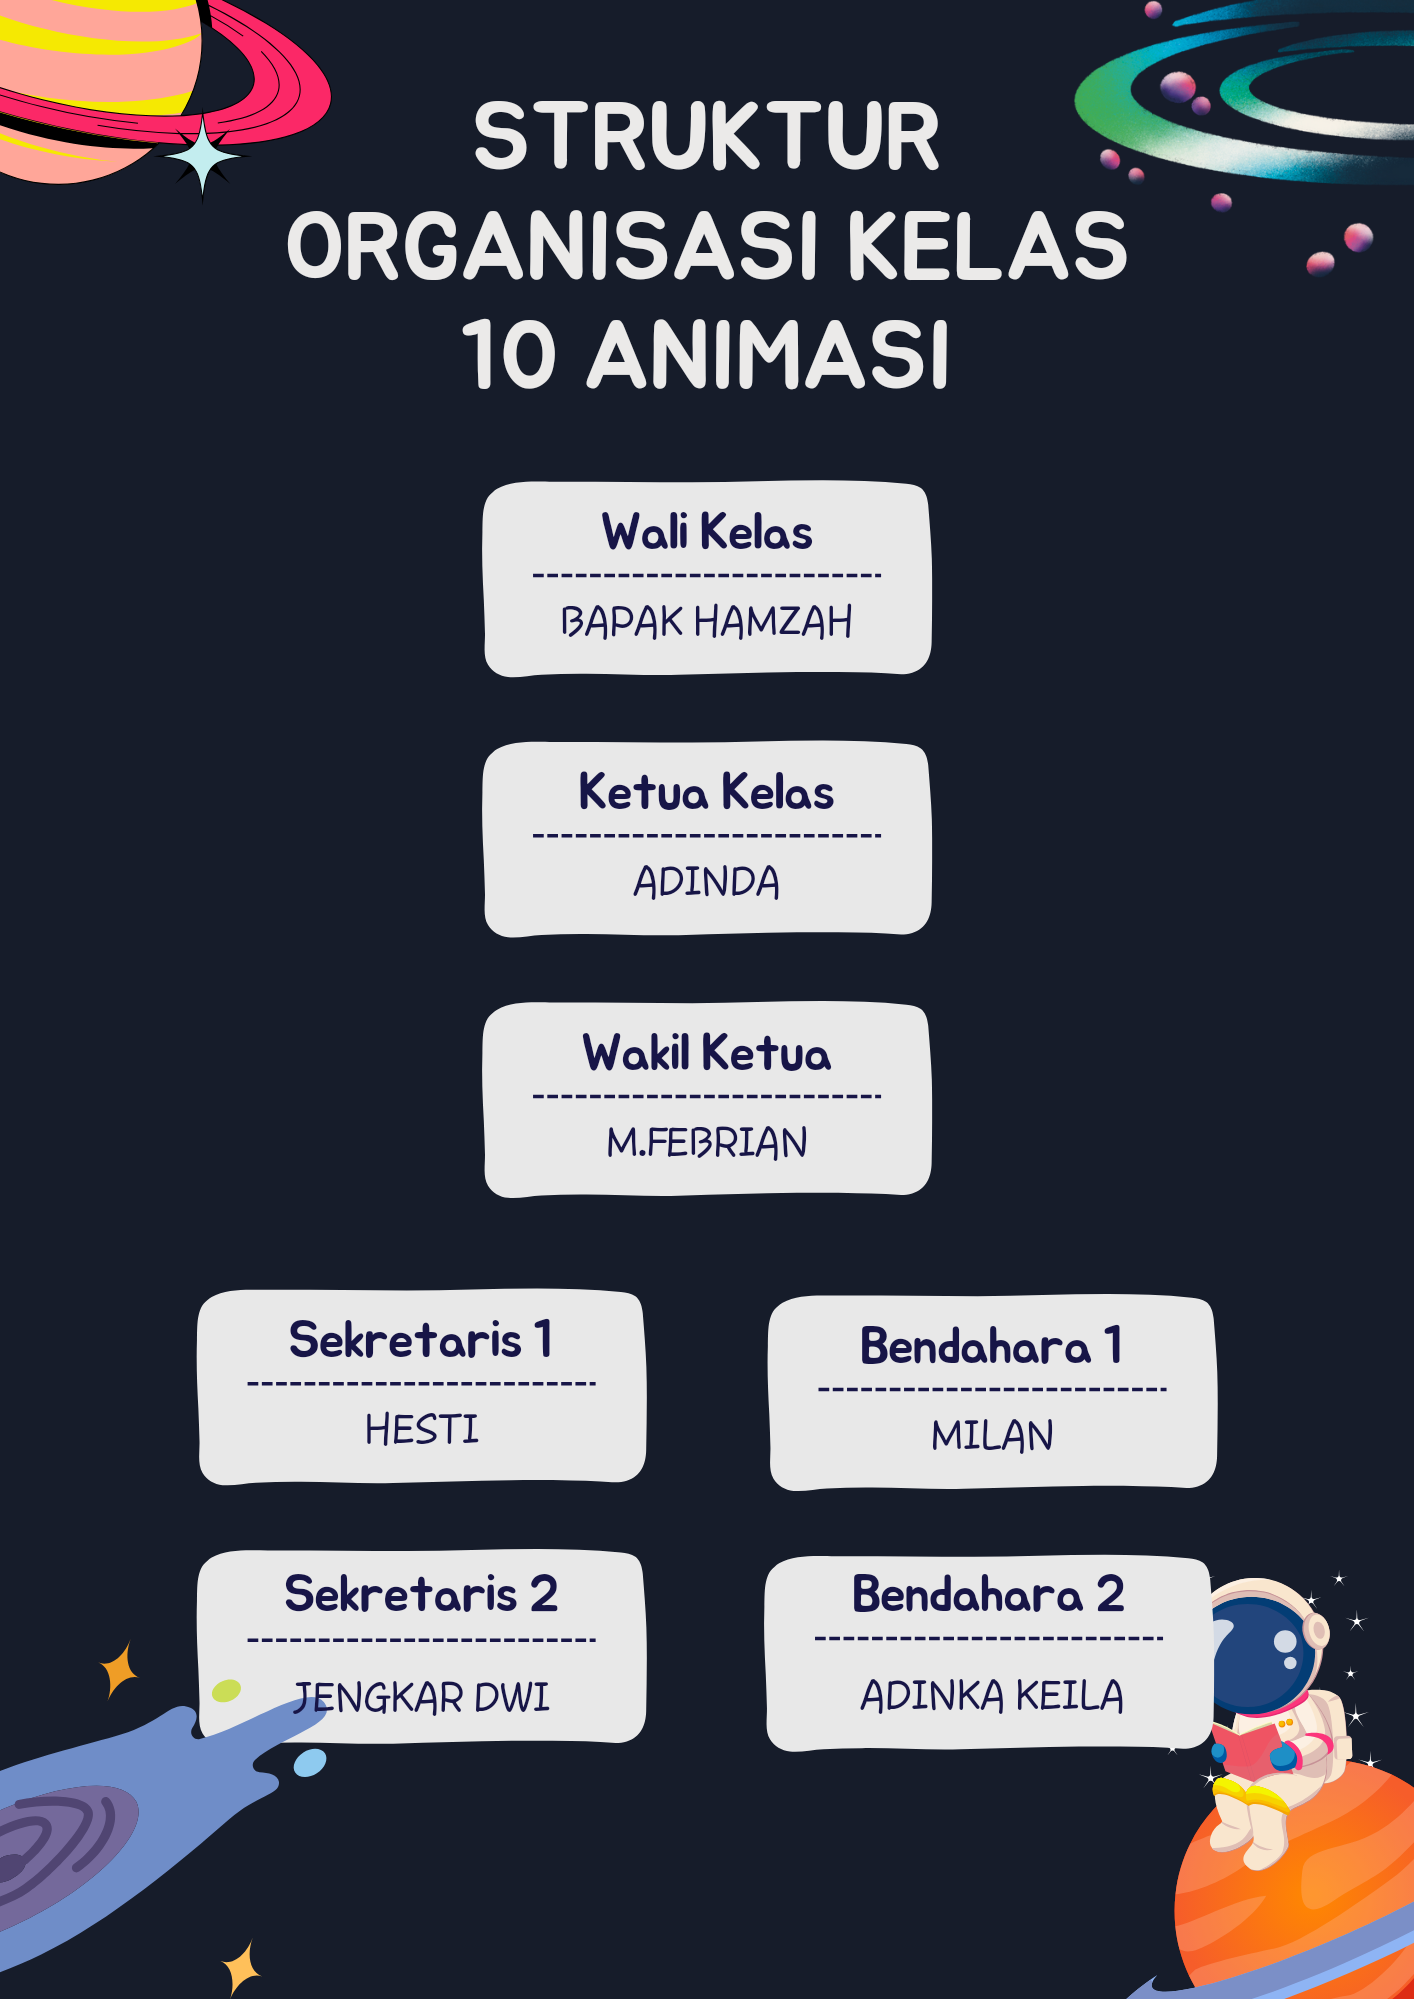 STRUKTUR
ORGANISASI KELAS
10 ANIMASI
Wali Kelas
BAPAK HAMZAH
Ketua Kelas
ADINDA
Wakil Ketua
M.FEBRIAN
Sekretaris 1
HESTI
Bendahara 1
MILAN
Sekretaris 2
JENGKAR DWI
Bendahara 2
ADINKA KEILA